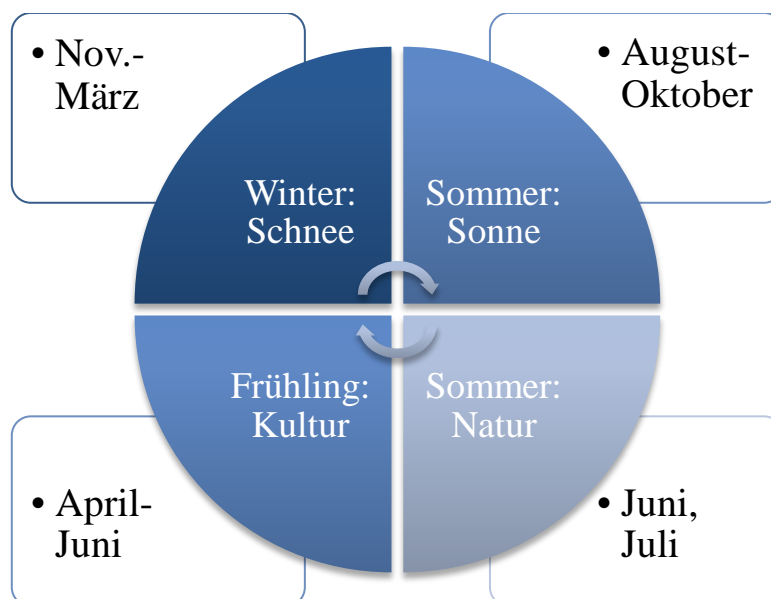 • Nov.-
März
• August-
Oktober
Winter:
Schnee
Sommer:
Sonne
Frühling:
Kultur
Sommer:
Natur
• April-
Juni
• Juni,
Juli